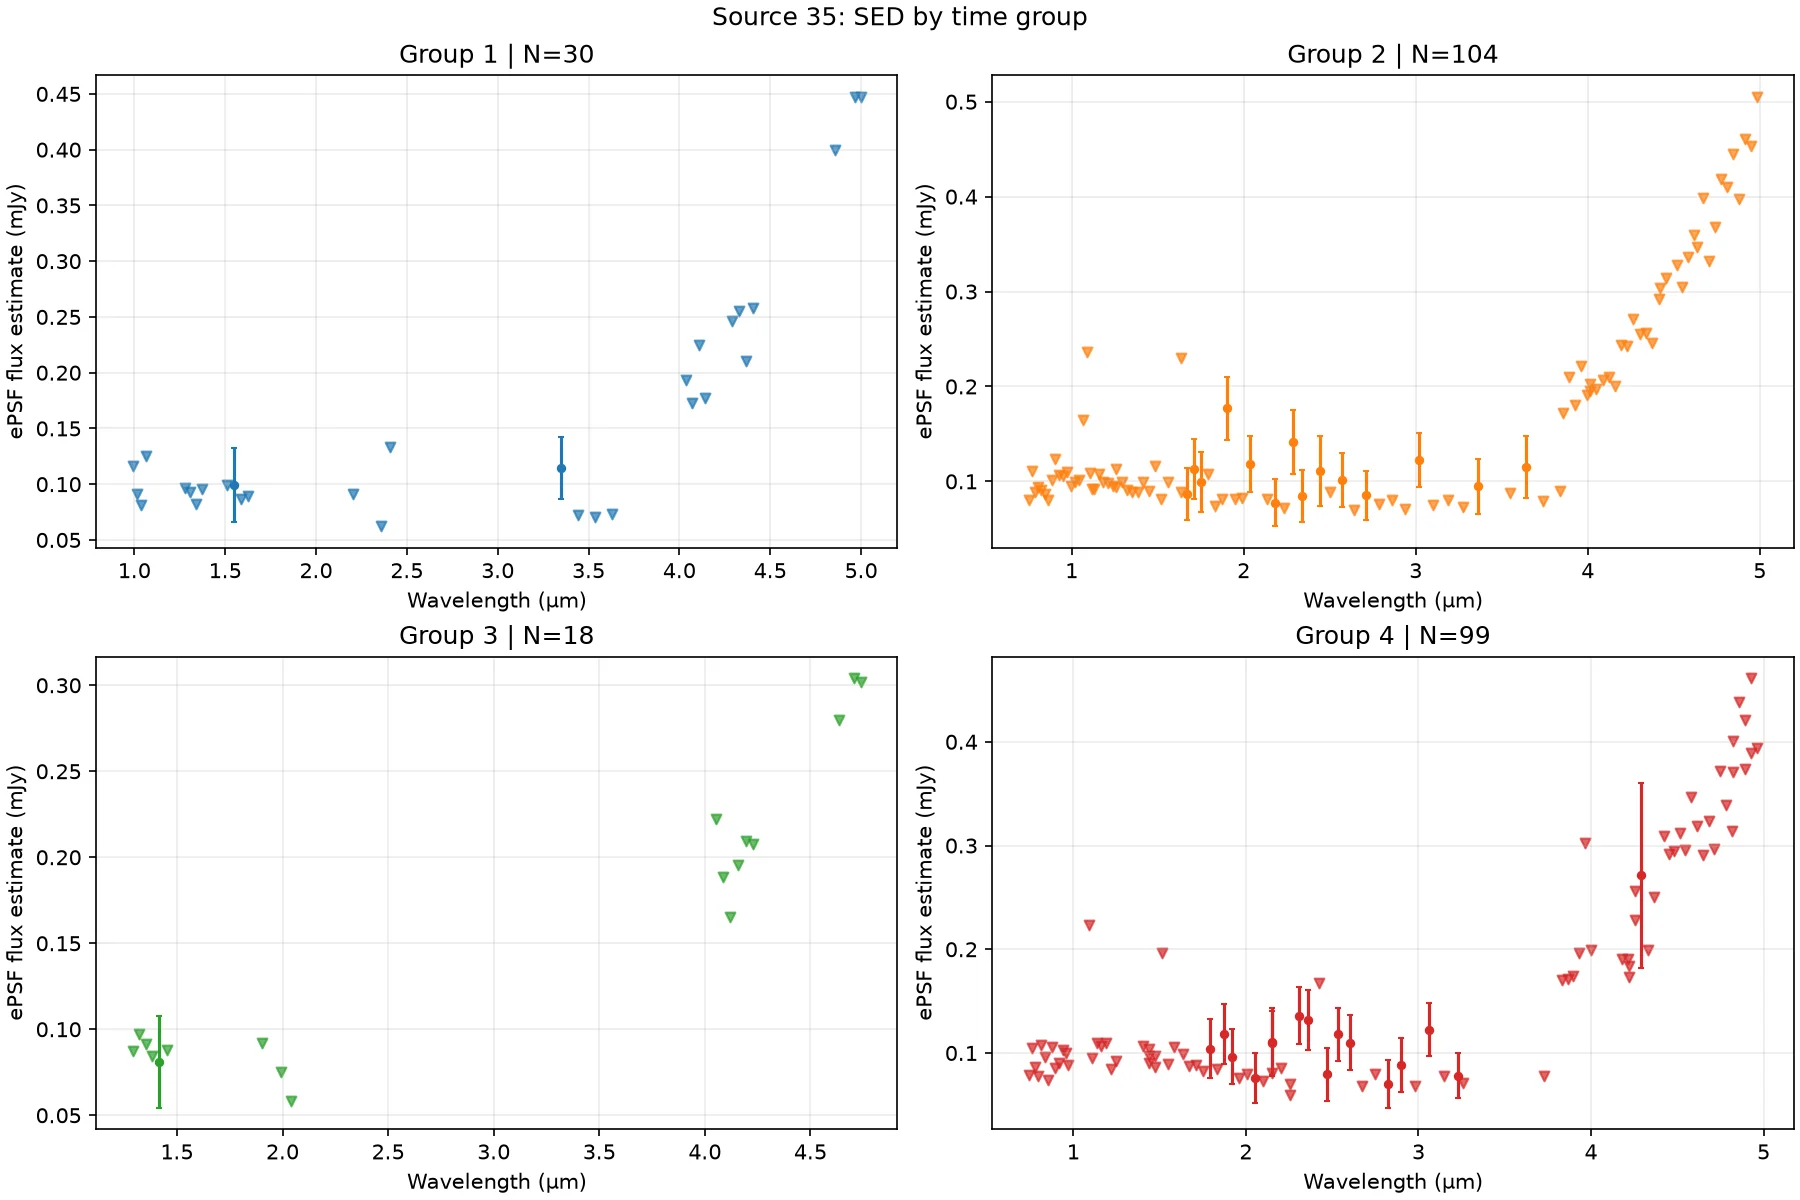 Source 35: SED by time group
Group 1 | N=30
0.45
0.40
0.35
0.30
0.25
0.20
0.15
0.10
0.05
ePSF flux estimate (mJy)
1.0 1.5 2.0 2.5 3.0 3.5 4.0 4.5 5.0
Wavelength (µm)
Group 2 | N=104
0.5
0.4
0.3
0.2
0.1
ePSF flux estimate (mJy)
1 2 3 4 5
Wavelength (µm)
Group 3 | N=18
0.30
0.25
0.20
0.15
0.10
0.05
ePSF flux estimate (mJy)
1.5 2.0 2.5 3.0 3.5 4.0 4.5
Wavelength (µm)
Group 4 | N=99
0.4
0.3
0.2
0.1
ePSF flux estimate (mJy)
1 2 3 4 5
Wavelength (µm)